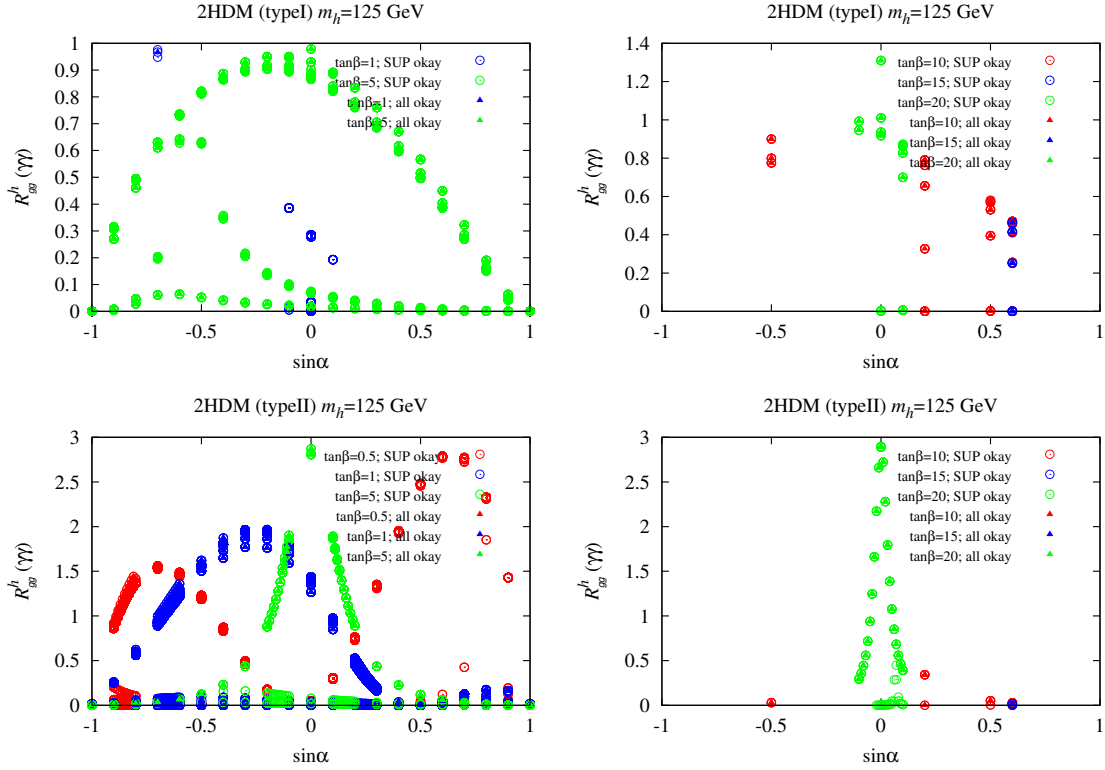 2HDM (typeI) m_h=125 GeV
1
0.9
0.8
0.7
0.6
0.5
0.4
0.3
0.2
0.1
0
R^h_gg (γγ)
tanβ=1; SUP okay
tanβ=5; SUP okay
tanβ=1; all okay
tanβ=5; all okay
-1 -0.5 0 0.5 1
sinα
2HDM (typeI) m_h=125 GeV
1.4
1.2
1
0.8
0.6
0.4
0.2
0
R^h_gg (γγ)
tanβ=10; SUP okay
tanβ=15; SUP okay
tanβ=20; SUP okay
tanβ=10; all okay
tanβ=15; all okay
tanβ=20; all okay
-1 -0.5 0 0.5 1
sinα
2HDM (typeII) m_h=125 GeV
3
2.5
2
1.5
1
0.5
0
R^h_gg (γγ)
tanβ=0.5; SUP okay
tanβ=1; SUP okay
tanβ=5; SUP okay
tanβ=0.5; all okay
tanβ=1; all okay
tanβ=5; all okay
-1 -0.5 0 0.5 1
sinα
2HDM (typeII) m_h=125 GeV
3
2.5
2
1.5
1
0.5
0
R^h_gg (γγ)
tanβ=10; SUP okay
tanβ=15; SUP okay
tanβ=20; SUP okay
tanβ=10; all okay
tanβ=15; all okay
tanβ=20; all okay
-1 -0.5 0 0.5 1
sinα